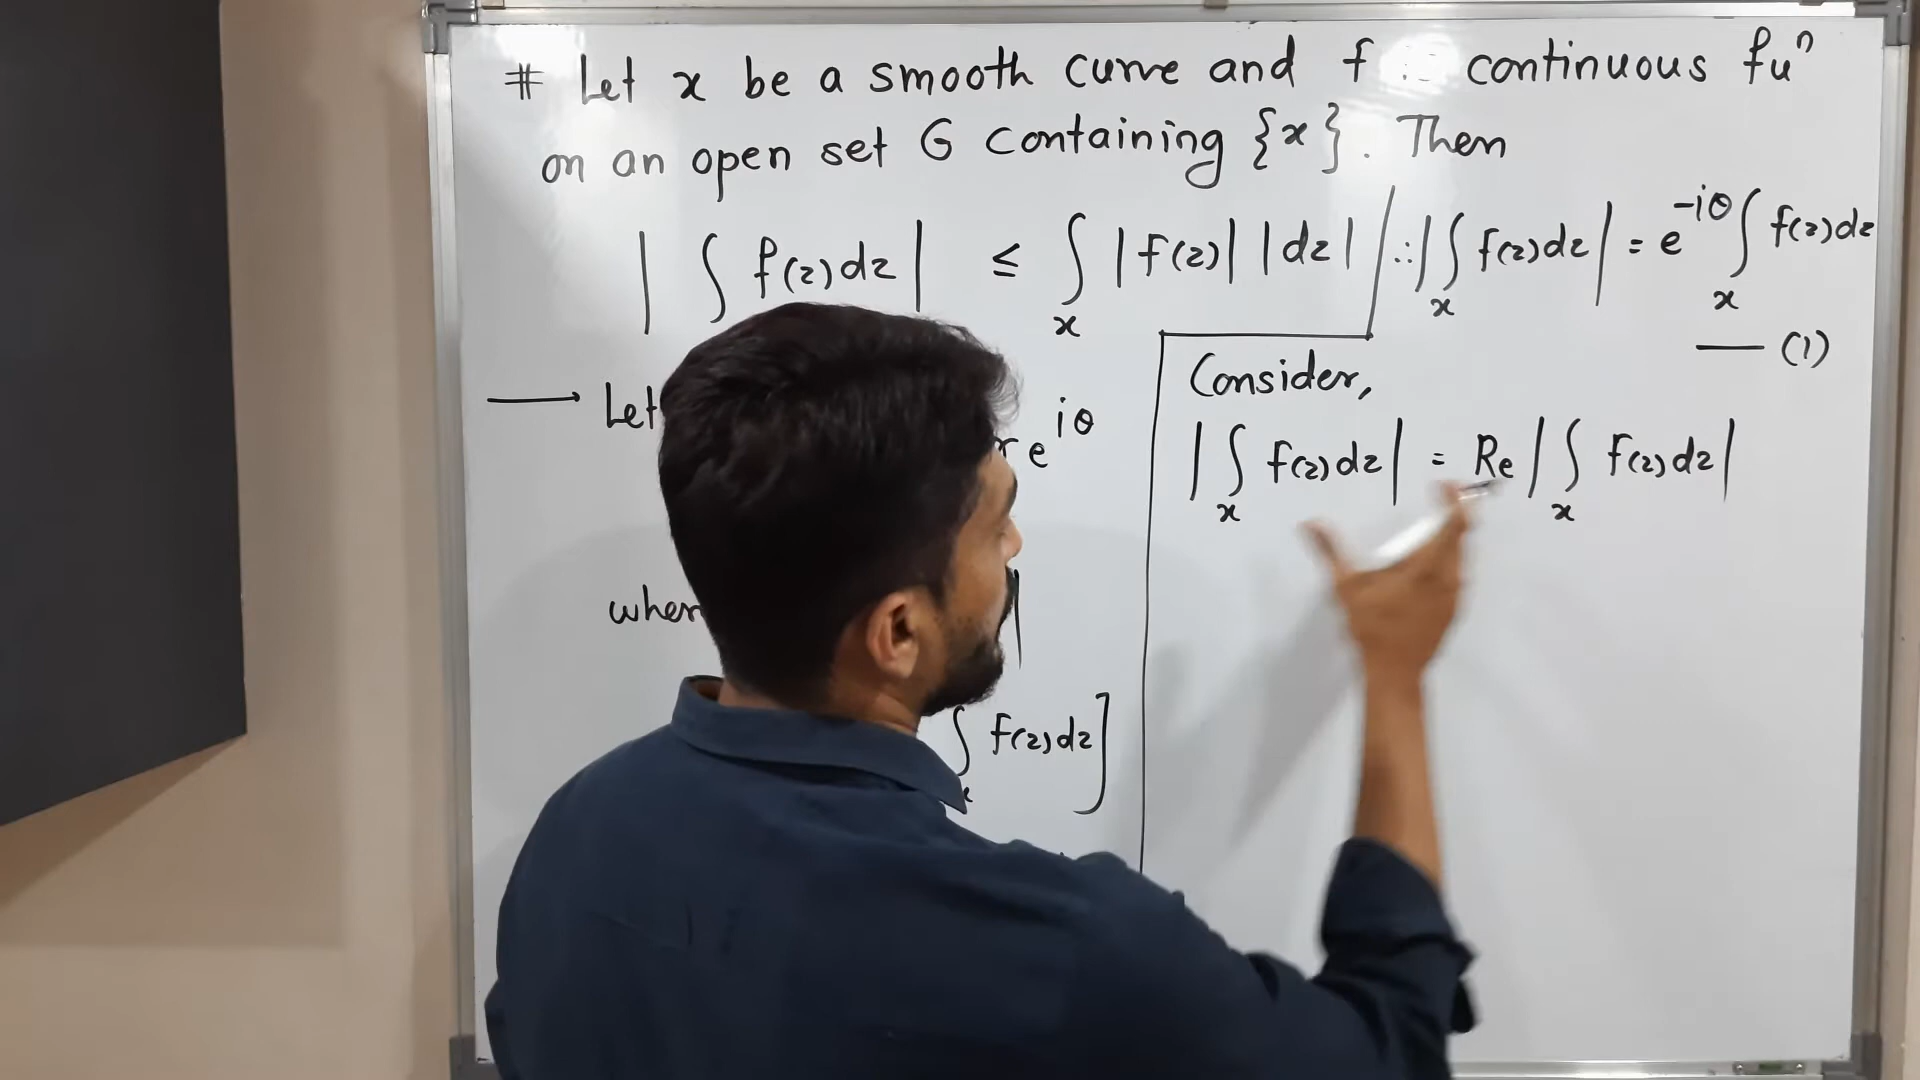 # Let x be a smooth curve and f continuous fuⁿ
on an open set G containing {x}. Then
| ∫ f(z)dz | ≤ ∫ₓ |f(z)| |dz|
→ Let re^{iθ}
wher |
∫ₓ f(z)dz ]
∴ | ∫ₓ f(z)dz | = e^{-iθ} ∫ₓ f(z)dz
— (1)
Consider,
| ∫ₓ f(z)dz | = Re | ∫ₓ f(z)dz |